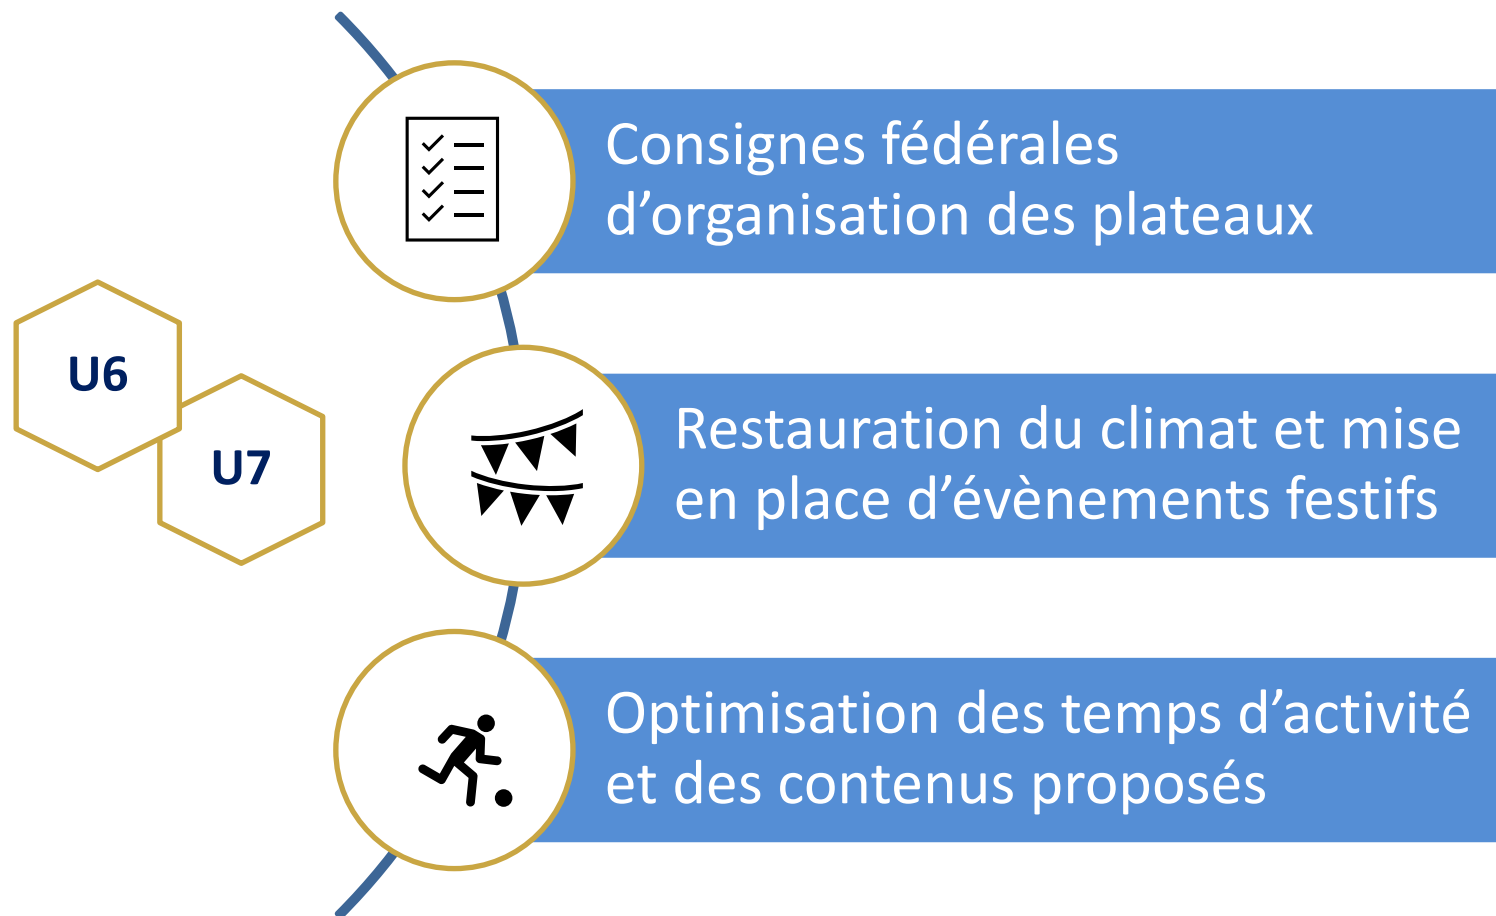 U6
U7
Consignes fédérales
d’organisation des plateaux
Restauration du climat et mise
en place d’évènements festifs
Optimisation des temps d’activité
et des contenus proposés